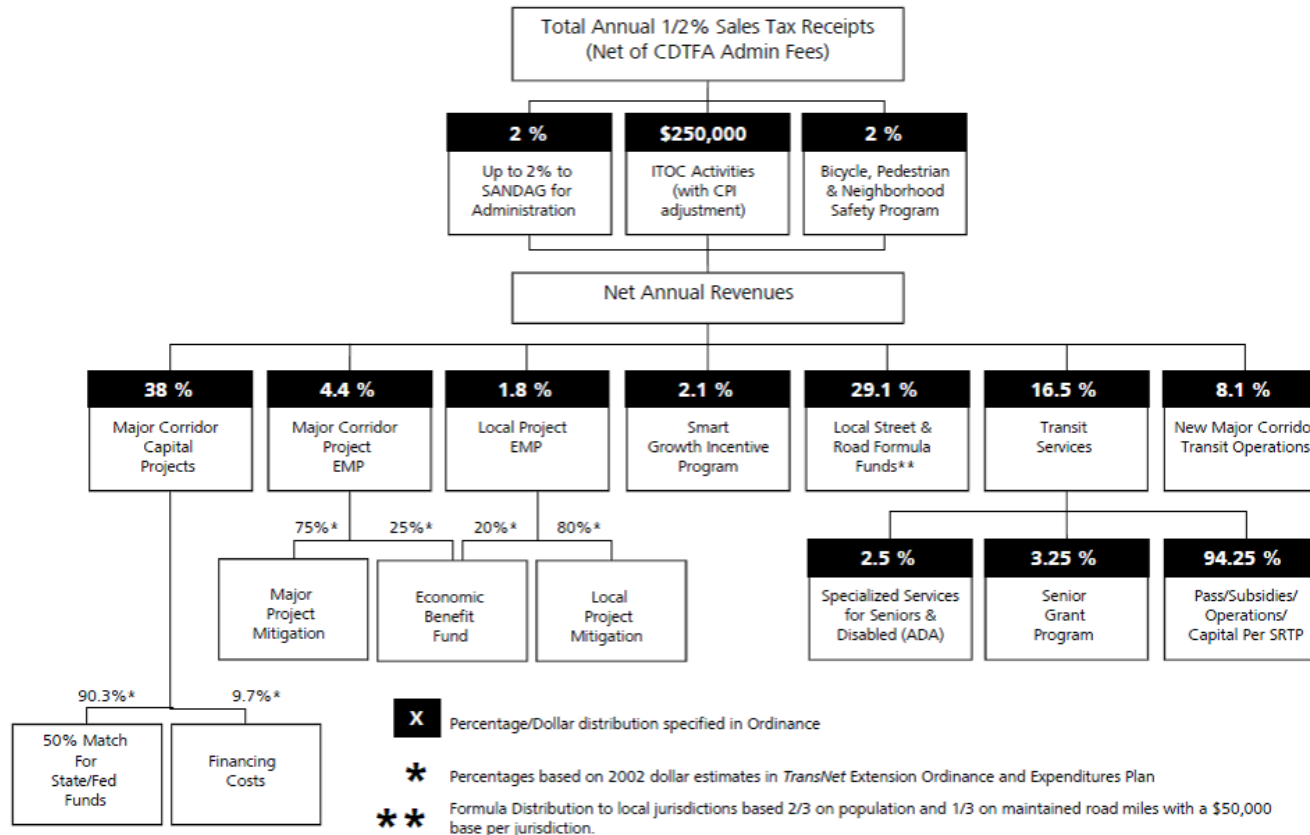 Total Annual 1/2% Sales Tax Receipts
(Net of CDTFA Admin Fees)
2 %
Up to 2% to
SANDAG for
Administration
$250,000
ITOC Activities
(with CPI
adjustment)
2 %
Bicycle, Pedestrian
& Neighborhood
Safety Program
Net Annual Revenues
38 %
Major Corridor
Capital
Projects
4.4 %
Major Corridor
Project
EMP
1.8 %
Local Project
EMP
2.1 %
Smart
Growth Incentive
Program
29.1 %
Local Street &
Road Formula
Funds**
16.5 %
Transit
Services
8.1 %
New Major Corrido
Transit Operations
75%*
25%*
20%*
80%*
Major
Project
Mitigation
Economic
Benefit
Fund
Local
Project
Mitigation
2.5 %
Specialized Services
for Seniors &
Disabled (ADA)
3.25 %
Senior
Grant
Program
94.25 %
Pass/Subsidies/
Operations/
Capital Per SRTP
90.3%*
9.7%*
50% Match
For
State/Fed
Funds
Financing
Costs
X Percentage/Dollar distribution specified in Ordinance
* Percentages based on 2002 dollar estimates in TransNet Extension Ordinance and Expenditures Plan
** Formula Distribution to local jurisdictions based 2/3 on population and 1/3 on maintained road miles with a $50,000
base per jurisdiction.